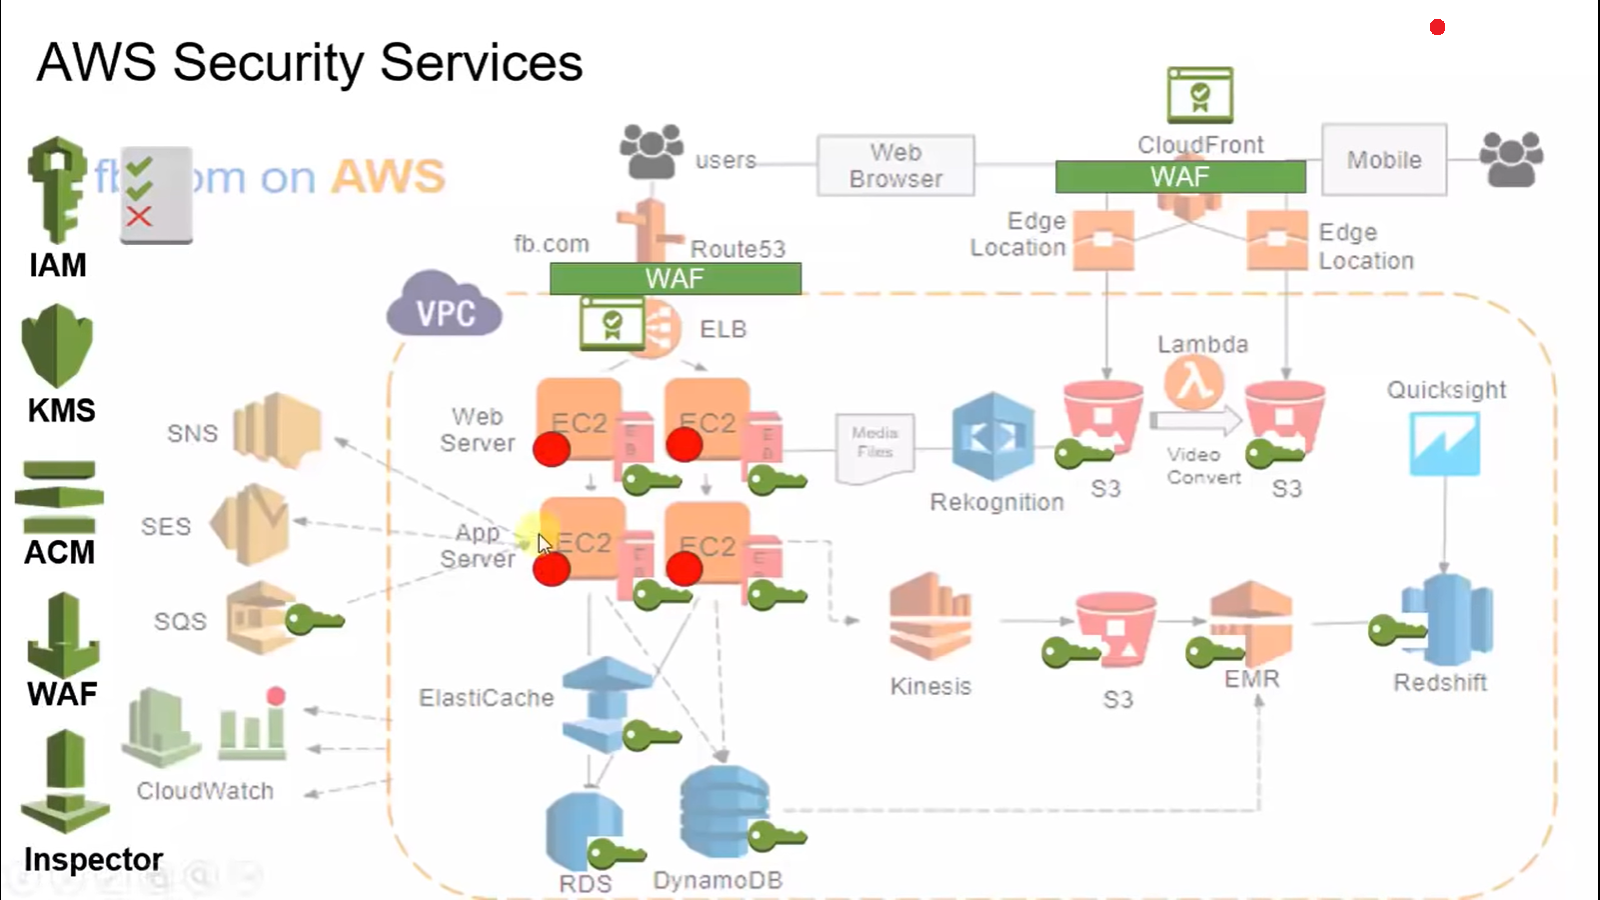 AWS Security Services
fb
om on AWS
IAM
KMS
ACM
WAF
Inspector
users
Web
Browser
CloudFront
WAF
Mobile
Edge
Location
Edge
Location
fb.com
Route53
WAF
VPC
ELB
Web
Server
EC2
EC2
Media
Files
Rekognition
S3
Lambda
λ
Video
Convert
S3
Quicksight
SNS
SES
SQS
App
Server
EC2
EC2
Kinesis
S3
EMR
Redshift
ElastiCache
CloudWatch
RDS
DynamoDB